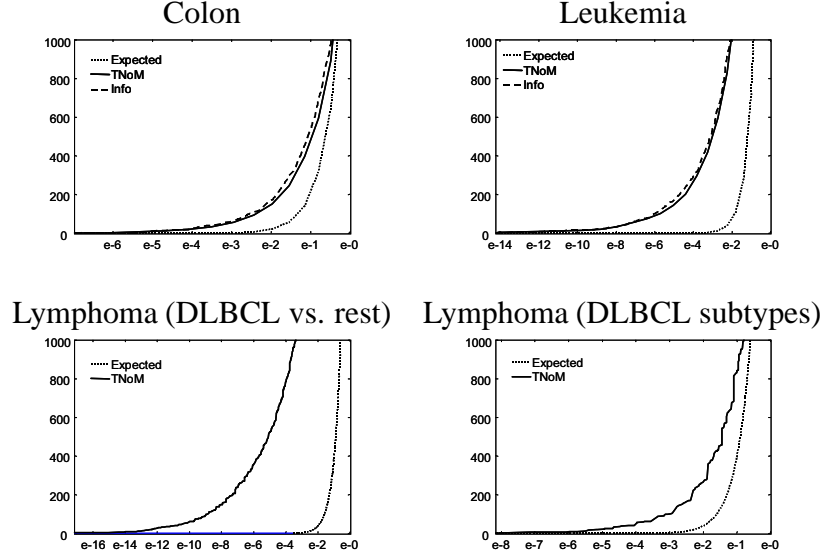 Colon
1000
800
600
400
200
0
Expected
TNoM
Info
e-6 e-5 e-4 e-3 e-2 e-1 e-0
Leukemia
1000
800
600
400
200
0
Expected
TNoM
Info
e-14 e-12 e-10 e-8 e-6 e-4 e-2 e-0
Lymphoma (DLBCL vs. rest)
1000
800
600
400
200
0
Expected
TNoM
e-16 e-14 e-12 e-10 e-8 e-6 e-4 e-2 e-0
Lymphoma (DLBCL subtypes)
1000
800
600
400
200
0
Expected
TNoM
e-8 e-7 e-6 e-5 e-4 e-3 e-2 e-1 e-0